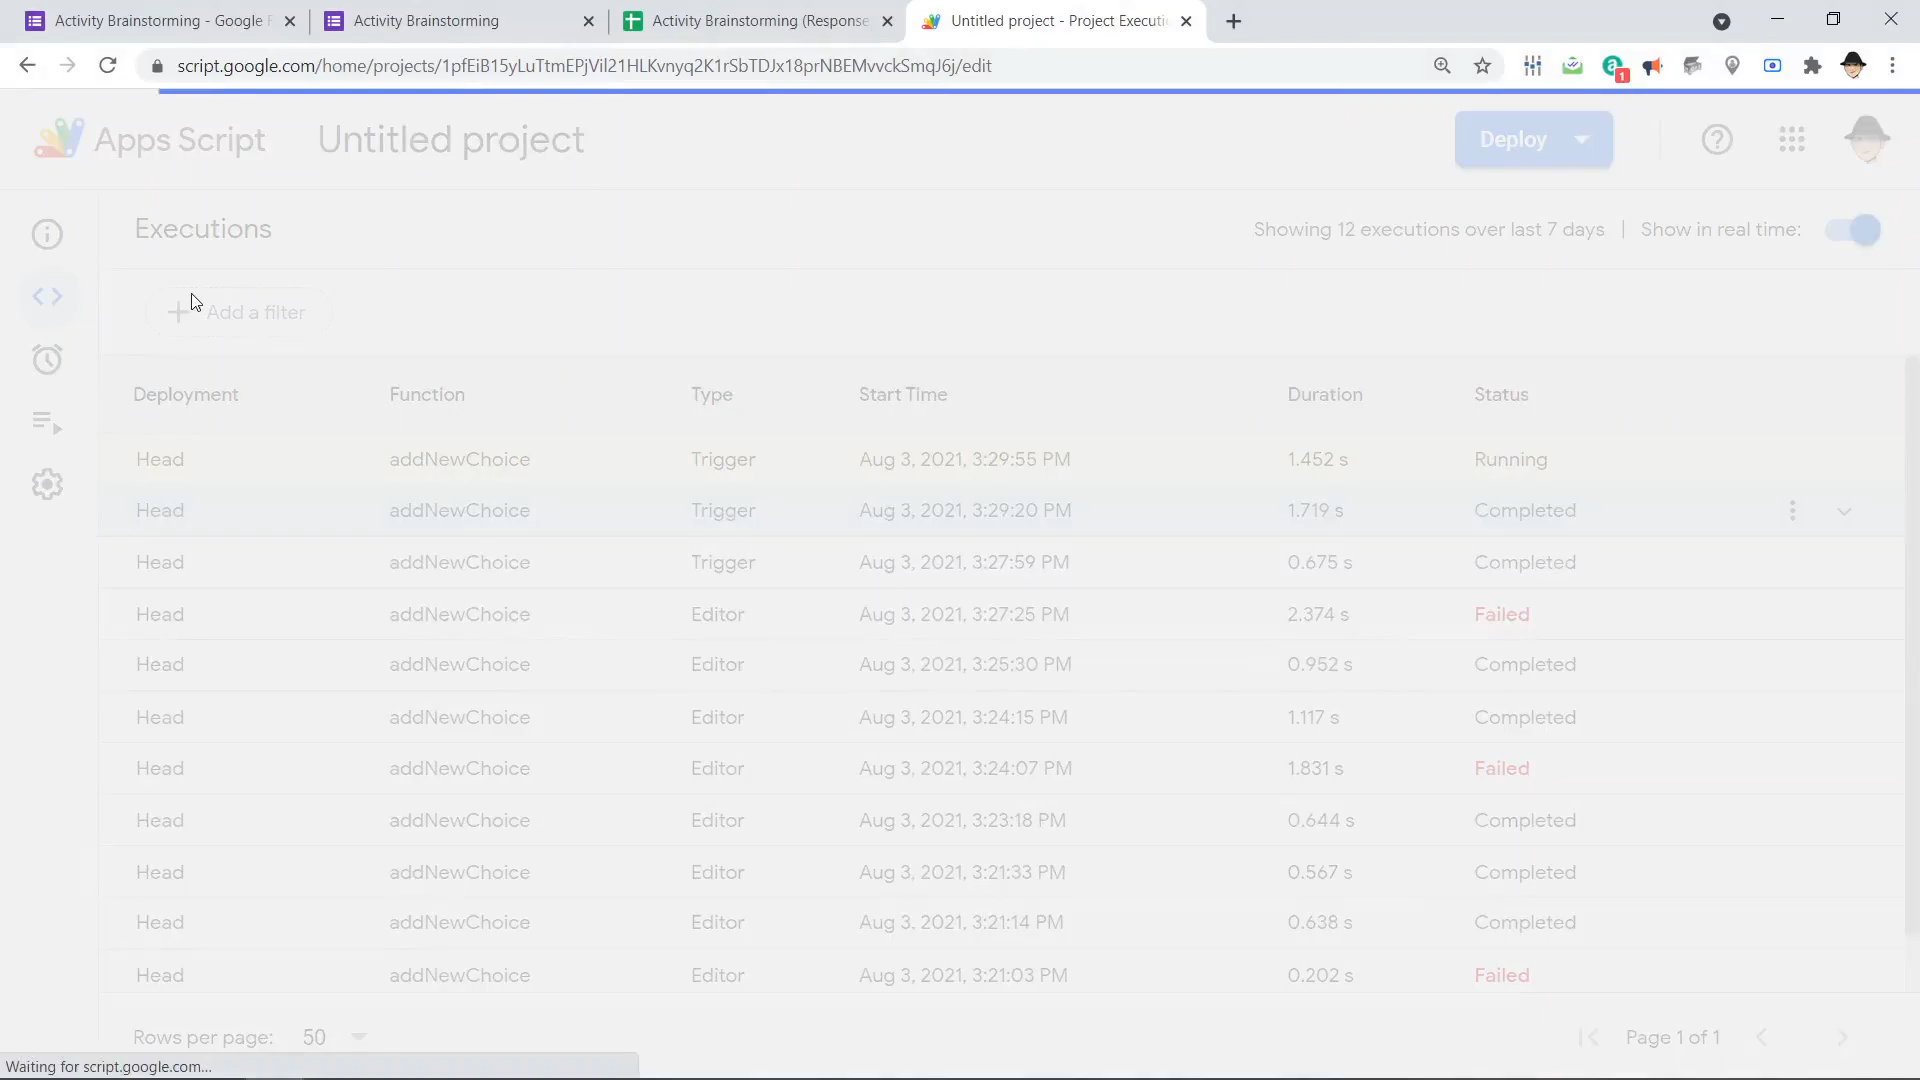 Activity Brainstorming - Google F
Activity Brainstorming
Activity Brainstorming (Response
Untitled project - Project Executi
script.google.com/home/projects/1pfEiB15yLuTtmEPjVil21HLKvnyq2K1rSbTDJx18prNBEMvvckSmqJ6j/edit
1
Apps Script
Untitled project
Deploy
Executions
Showing 12 executions over last 7 days | Show in real time:
+ Add a filter
Deployment Function Type Start Time Duration Status
Head addNewChoice Trigger Aug 3, 2021, 3:29:55 PM 1.452 s Running
Head addNewChoice Trigger Aug 3, 2021, 3:29:20 PM 1.719 s Completed
Head addNewChoice Trigger Aug 3, 2021, 3:27:59 PM 0.675 s Completed
Head addNewChoice Editor Aug 3, 2021, 3:27:25 PM 2.374 s Failed
Head addNewChoice Editor Aug 3, 2021, 3:25:30 PM 0.952 s Completed
Head addNewChoice Editor Aug 3, 2021, 3:24:15 PM 1.117 s Completed
Head addNewChoice Editor Aug 3, 2021, 3:24:07 PM 1.831 s Failed
Head addNewChoice Editor Aug 3, 2021, 3:23:18 PM 0.644 s Completed
Head addNewChoice Editor Aug 3, 2021, 3:21:33 PM 0.567 s Completed
Head addNewChoice Editor Aug 3, 2021, 3:21:14 PM 0.638 s Completed
Head addNewChoice Editor Aug 3, 2021, 3:21:03 PM 0.202 s Failed
Rows per page: 50
Page 1 of 1
Waiting for script.google.com...